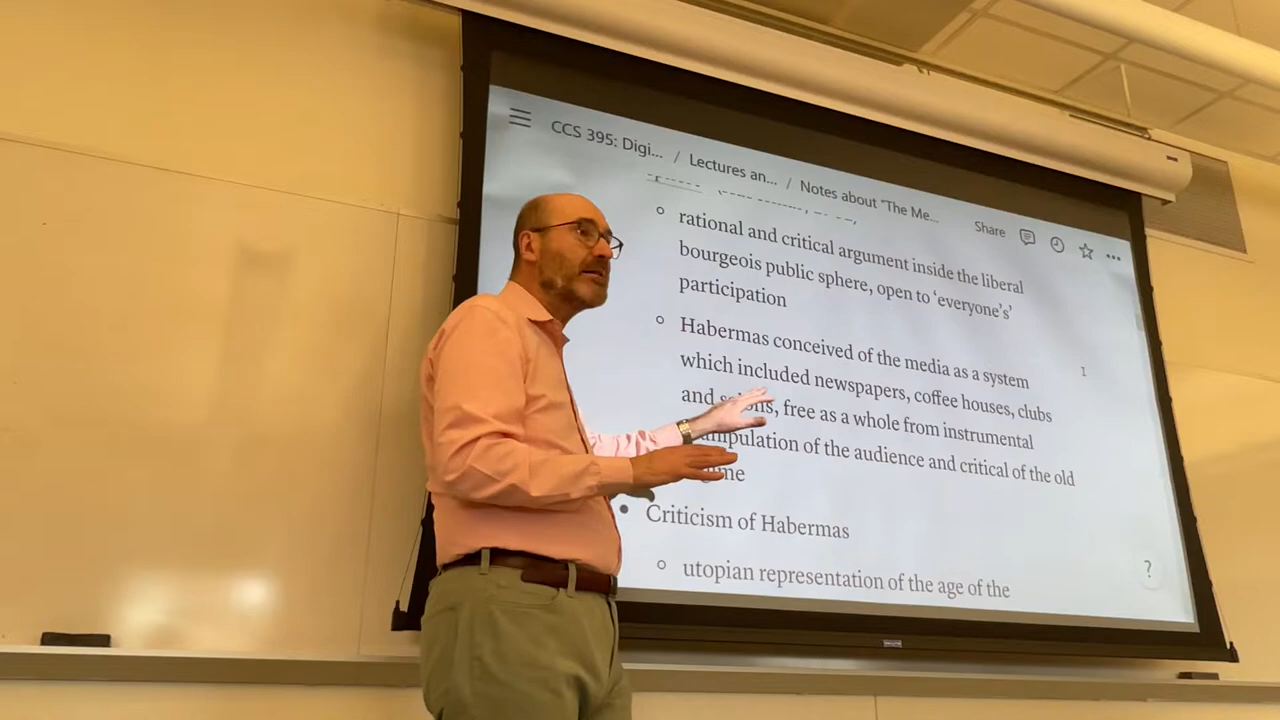 CCS 395: Digi... / Lectures an... / Notes about "The Me...
Share
rational and critical argument inside the liberal
bourgeois public sphere, open to 'everyone's'
participation
Habermas conceived of the media as a system
which included newspapers, coffee houses, clubs
and salons, free as a whole from instrumental
manipulation of the audience and critical of the old
Criticism of Habermas
utopian representation of the age of the
?